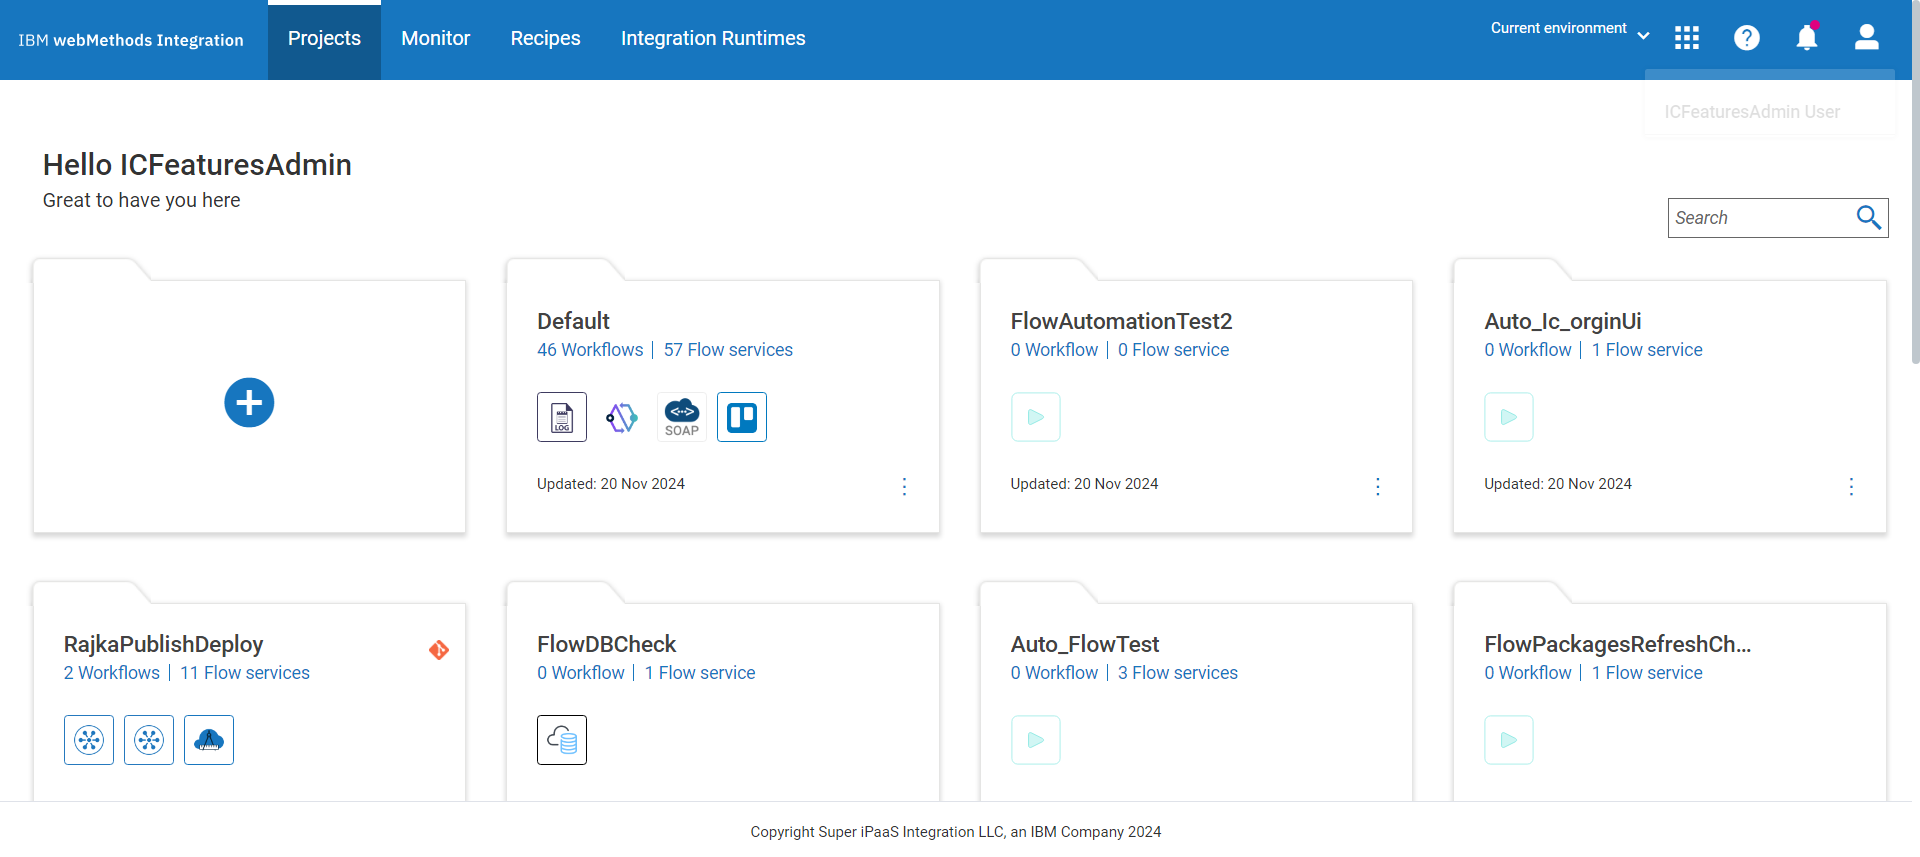 IBM webMethods Integration
Projects
Monitor
Recipes
Integration Runtimes
Current environment
ICFeaturesAdmin User
Hello ICFeaturesAdmin
Great to have you here
Search
Default
46 Workflows | 57 Flow services
LOG
SOAP
Updated: 20 Nov 2024
FlowAutomationTest2
0 Workflow | 0 Flow service
Updated: 20 Nov 2024
Auto_Ic_orginUi
0 Workflow | 1 Flow service
Updated: 20 Nov 2024
RajkaPublishDeploy
2 Workflows | 11 Flow services
FlowDBCheck
0 Workflow | 1 Flow service
Auto_FlowTest
0 Workflow | 3 Flow services
FlowPackagesRefreshCh...
0 Workflow | 1 Flow service
Copyright Super iPaaS Integration LLC, an IBM Company 2024